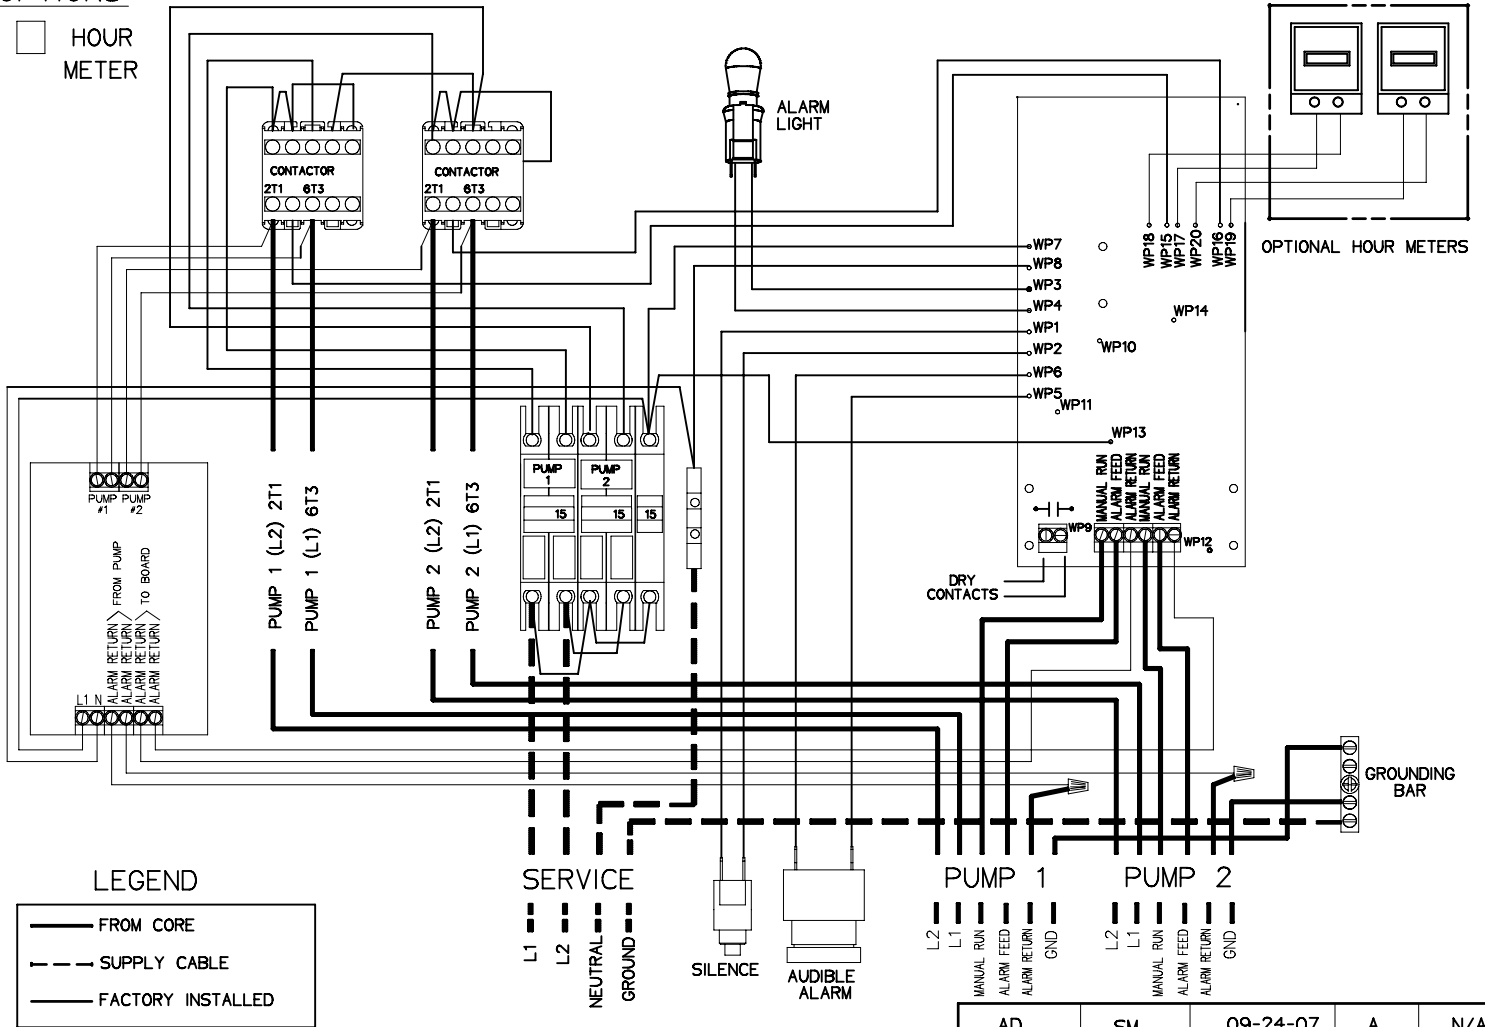 HOUR
METER
ALARM
LIGHT
CONTACTOR
2T1 6T3
CONTACTOR
2T1 6T3
OPTIONAL HOUR METERS
WP18
WP15
WP17
WP20
WP16
WP19
WP7
WP8
WP3
WP4
WP1
WP2
WP6
WP5
WP14
WP10
WP11
WP13
MANUAL RUN
ALARM FEED
ALARM RETURN
MANUAL RUN
ALARM FEED
ALARM RETURN
WP9
WP12
DRY
CONTACTS
PUMP
1
PUMP
2
15
15
15
PUMP
#1
PUMP
#2
FROM PUMP
TO BOARD
L1 N
ALARM RETURN
ALARM RETURN
ALARM RETURN
ALARM RETURN
PUMP 1 (L2) 2T1
PUMP 1 (L1) 6T3
PUMP 2 (L2) 2T1
PUMP 2 (L1) 6T3
GROUNDING
BAR
LEGEND
FROM CORE
SUPPLY CABLE
FACTORY INSTALLED
SERVICE
L1
L2
NEUTRAL
GROUND
SILENCE
AUDIBLE
ALARM
PUMP 1
L2
L1
MANUAL RUN
ALARM FEED
ALARM RETURN
GND
PUMP 2
L2
L1
MANUAL RUN
ALARM FEED
ALARM RETURN
GND
AD SM 09-24-07 A N/A